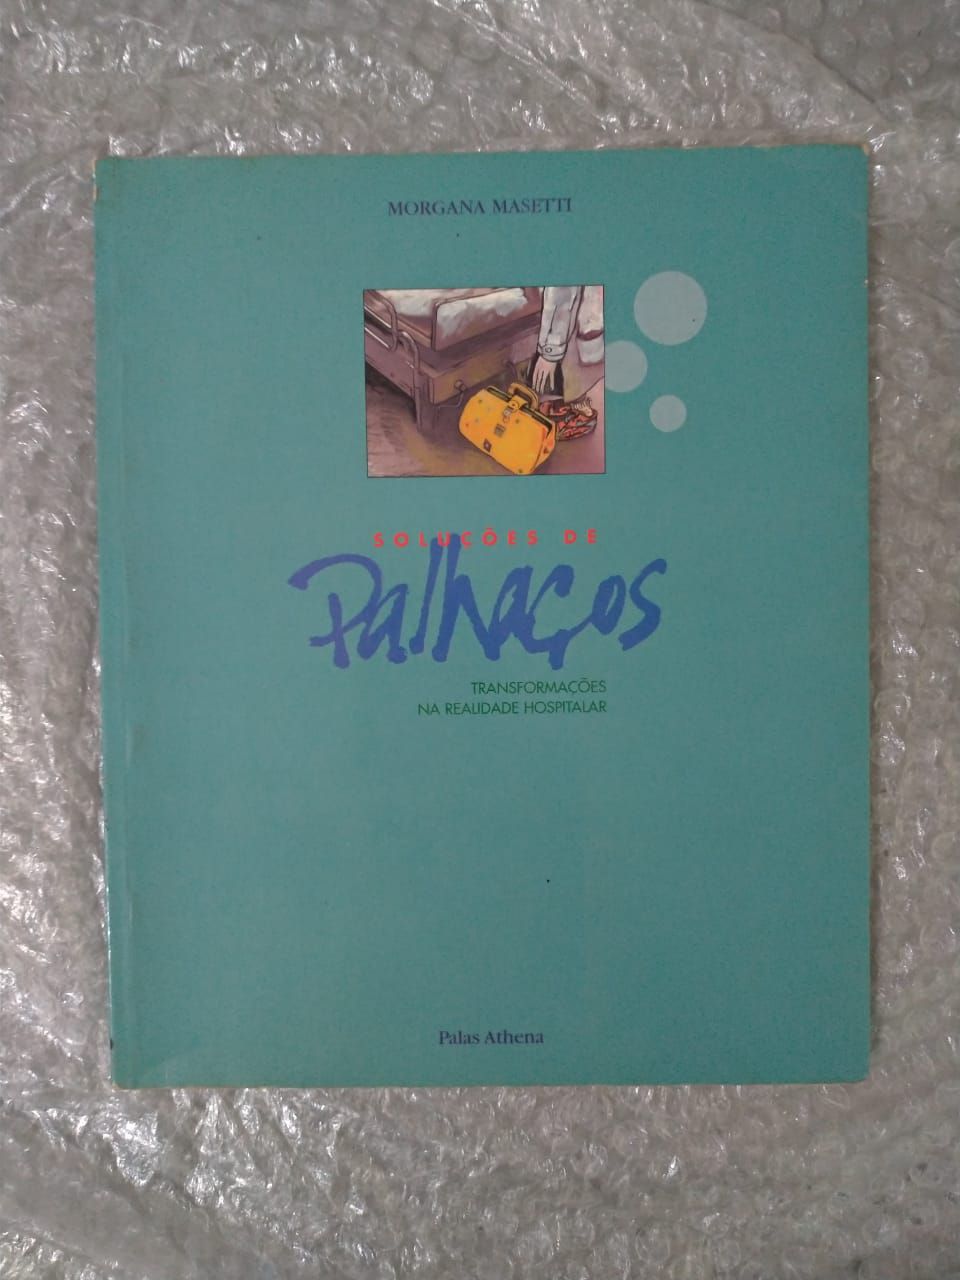 MORGANA MASETTI
SOLUÇÕES DE
Palhaços
TRANSFORMAÇÕES
NA REALIDADE HOSPITALAR
Palas Athena